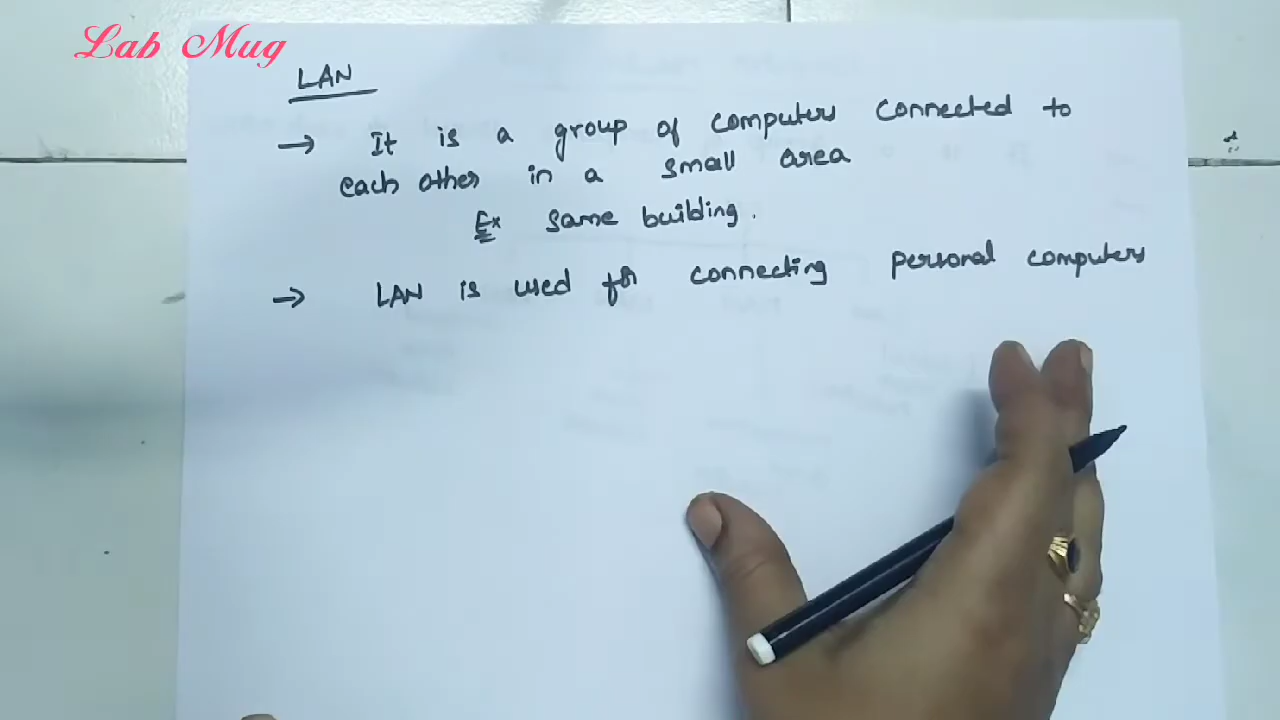 Lab Mug
LAN
→ It is a group of computers connected to
each other in a small area
Ex same building.
→ LAN is used for connecting personal computers